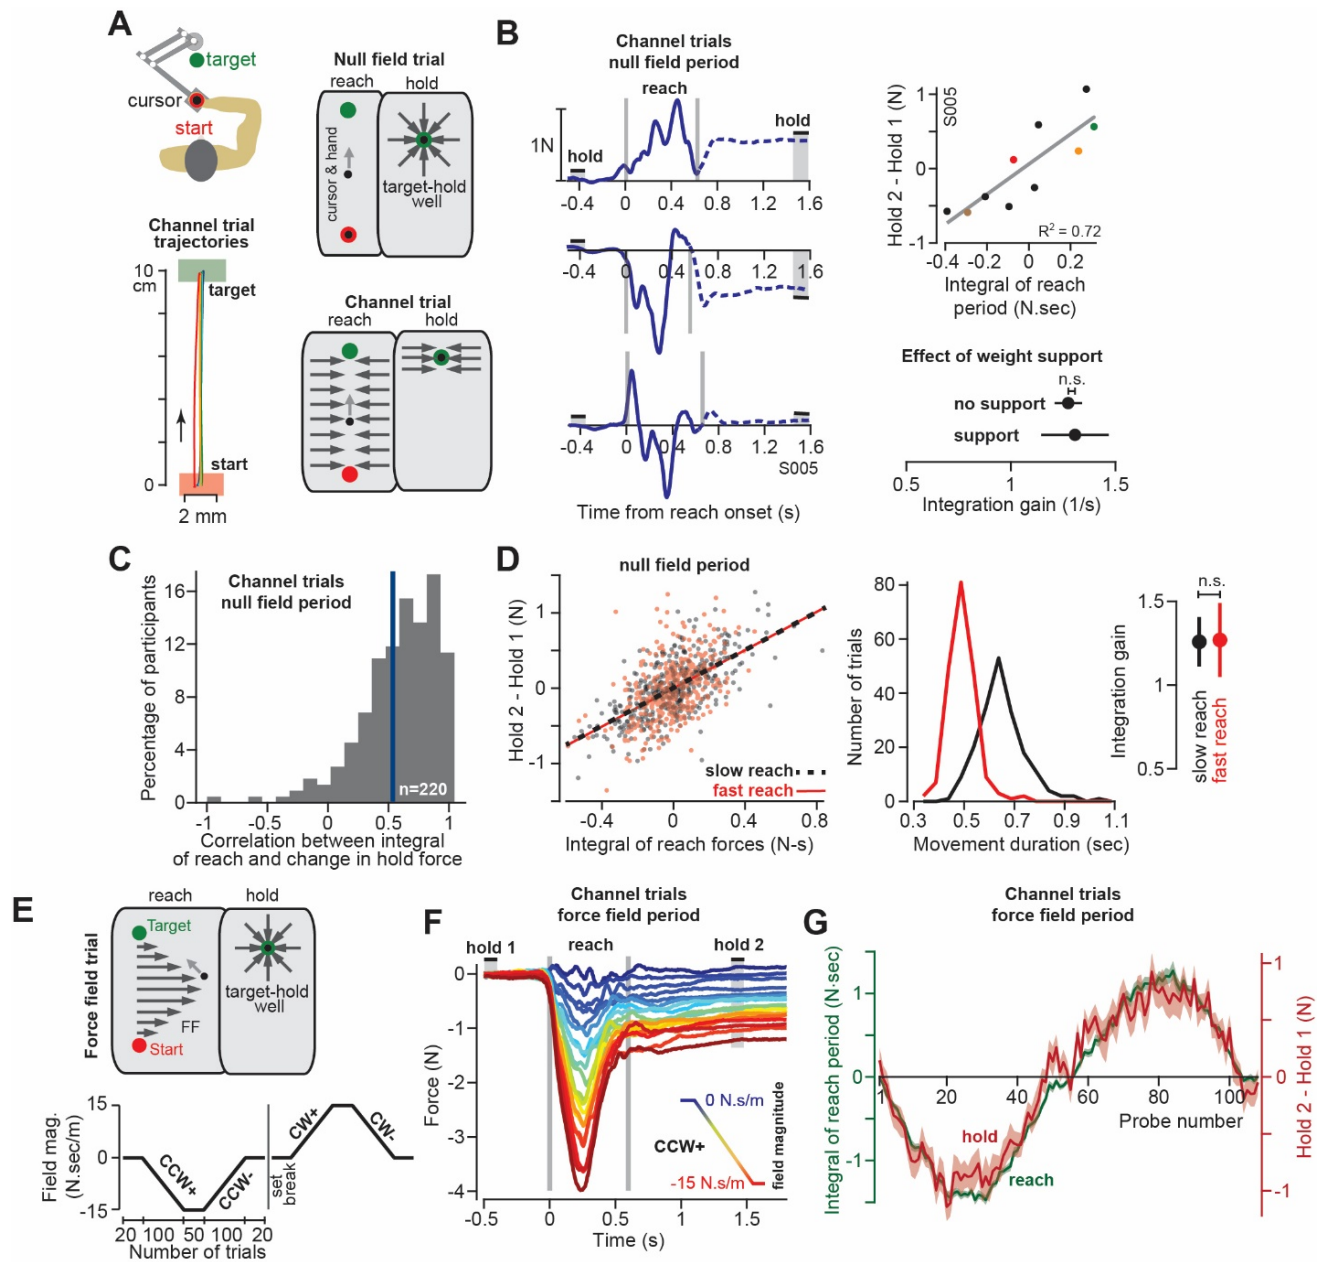 A
target
cursor
start
Null field trial
reach
hold
cursor & hand
target-hold
well
Channel trial
trajectories
10
cm
target
start
0
2 mm
Channel trial
reach
hold
B
Channel trials
null field period
reach
hold
hold
1N
-0.4 0 0.4 0.8 1.2 1.6
-0.4 0 0.4 0.8 1.2 1.6
-0.4 0 0.4 0.8 1.2 1.6
S005
Time from reach onset (s)
Hold 2 - Hold 1 (N)
S005
1
0
-1
R² = 0.72
-0.4 -0.2 0 0.2
Integral of reach
period (N.sec)
Effect of weight support
n.s.
no support
support
0.5 1 1.5
Integration gain (1/s)
C
Channel trials
null field period
Percentage of participants
16
12
8
4
0
n=220
-1 -0.5 0 0.5 1
Correlation between integral
of reach and change in hold force
D
null field period
Hold 2 - Hold 1 (N)
1
0
-1
slow reach
fast reach
-0.4 0 0.4 0.8
Integral of reach forces (N-s)
Number of trials
80
60
40
20
0
0.3 0.5 0.7 0.9 1.1
Movement duration (sec)
n.s.
Integration gain
1.5
1
0.5
slow reach
fast reach
E
reach
hold
Force field trial
Target
FF
Start
target-hold
well
Field mag.
(N.sec/m)
15
0
-15
CCW+
CCW-
set
break
CW+
CW-
20 100 50 100 20
Number of trials
F
Channel trials
force field period
hold 1
reach
hold 2
Force (N)
0
-1
-2
-3
-4
0 N.s/m
CCW+
-15 N.s/m
field magnitude
-0.5 0 0.5 1 1.5
Time (s)
G
Channel trials
force field period
Integral of reach period (N·sec)
1
0
-1
1 20 40 60 80 100
Probe number
hold
reach
Hold 2 - Hold 1 (N)
1
0
-1